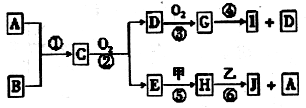 A
B
①
C
O₂
②
D
O₂
③
G
④
I + D
E
甲
⑤
H
乙
⑥
J + A